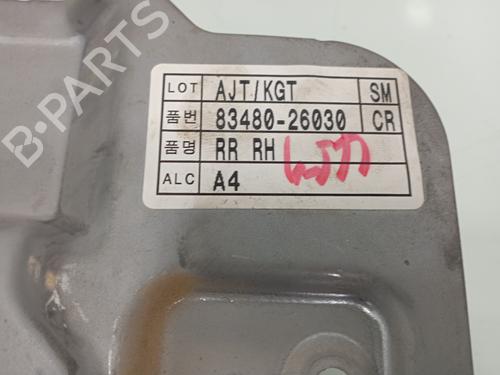 LOT AJT/KGT SM
품번 83480-26030 CR
품명 RR RH
ALC A4
B-PARTS